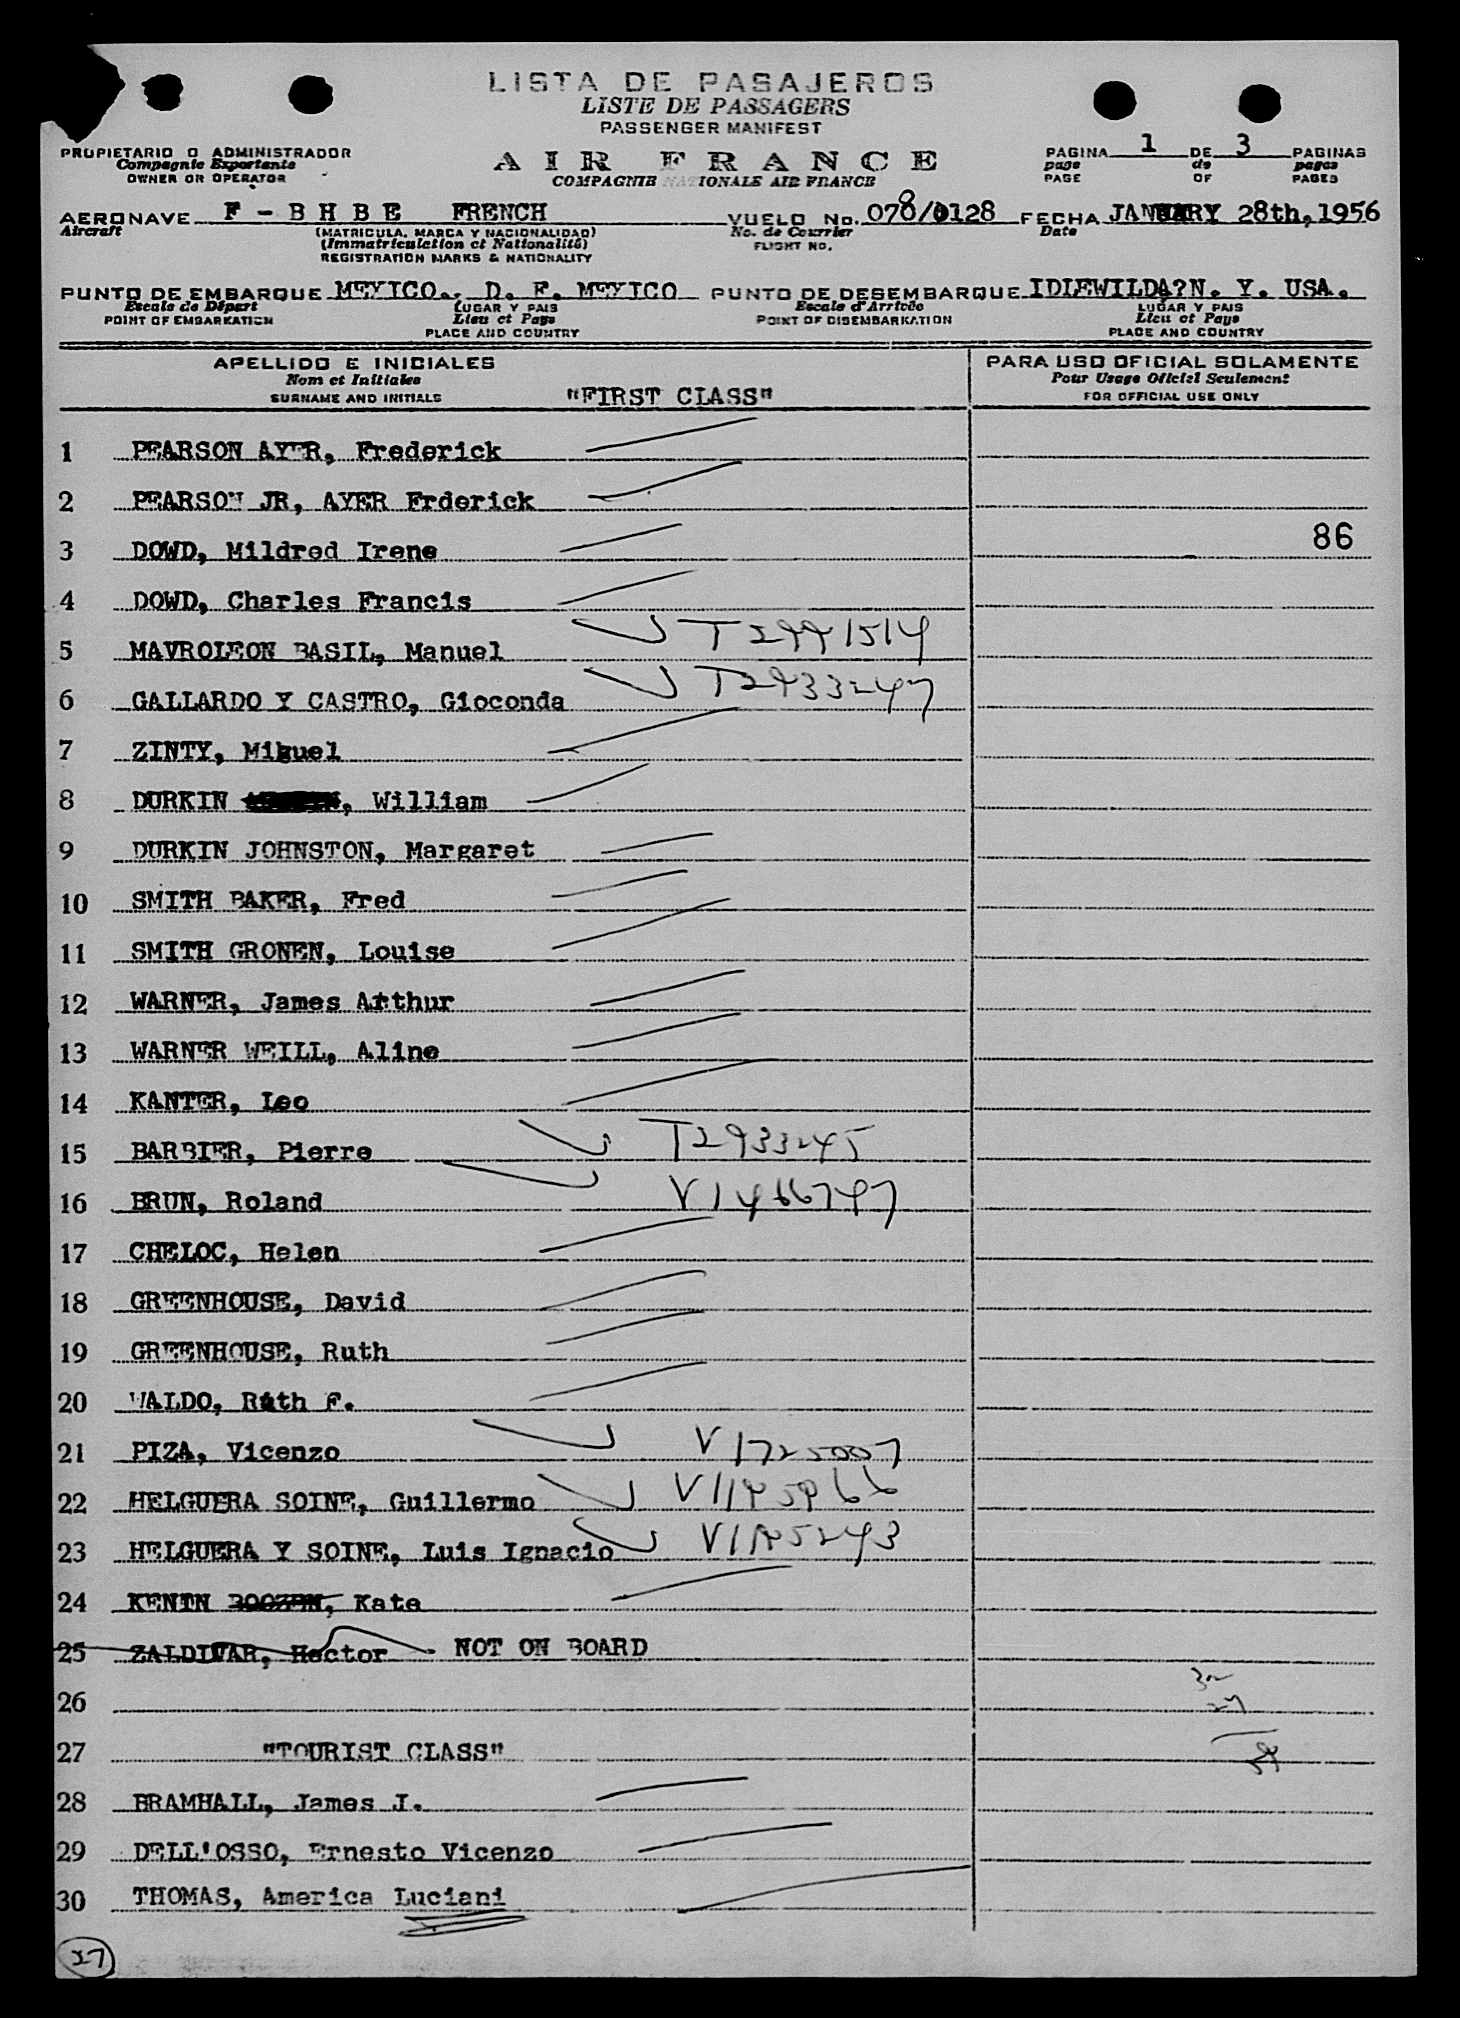 LISTA DE PASAJEROS
LISTE DE PASSAGERS
PASSENGER MANIFEST
PROPIETARIO O ADMINISTRADOR
Compagnie Exportante
OWNER OR OPERATOR
AIR FRANCE
COMPAGNIE NATIONALE AIR FRANCE
PAGINA 1 DE 3 PAGINAS
page de pages
PAGE OF PAGES
AERONAVE F - B H B E FRENCH VUELO No. 078/0128 FECHA JANUARY 28th, 1956
Aircraft (MATRICULA, MARCA Y NACIONALIDAD) No. de Courrier Date
(Immatriculation et Nationalité) FLIGHT NO.
REGISTRATION MARKS & NATIONALITY
PUNTO DE EMBARQUE MEXICO., D. F. MEXICO PUNTO DE DESEMBARQUE IDLEWILDA?N. Y. USA.
Escale de Départ LUGAR Y PAIS Escale d'Arrivée LUGAR Y PAIS
POINT OF EMBARKATION Lieu et Pays POINT OF DISEMBARKATION Lieu et Pays
PLACE AND COUNTRY PLACE AND COUNTRY
APELLIDO E INICIALES PARA USO OFICIAL SOLAMENTE
Nom et Initiales Pour Usage Officiel Seulement
SURNAME AND INITIALS "FIRST CLASS" FOR OFFICIAL USE ONLY
1 PEARSON AYER, Frederick
2 PEARSON JR, AYER Frderick
3 DOWD, Mildred Irene 86
4 DOWD, Charles Francis
5 MAVROLEON BASIL, Manuel T2991514
6 GALLARDO Y CASTRO, Gioconda T2933247
7 ZINTY, Miguel
8 DURKIN , William
9 DURKIN JOHNSTON, Margaret
10 SMITH BAKER, Fred
11 SMITH GRONEN, Louise
12 WARNER, James Arthur
13 WARNER WEILL, Aline
14 KANTER, Leo
15 BARBIER, Pierre T2933245
16 BRUN, Roland V1466747
17 CHELOC, Helen
18 GREENHOUSE, David
19 GREENHOUSE, Ruth
20 WALDO, Ruth F.
21 PIZA, Vicenzo V1725007
22 HELGUERA SOINE, Guillermo
23 HELGUERA Y SOINE, Luis Ignacio
24 KENIN , Kate
25 ZALDIVAR, Hector - NOT ON BOARD
26
27 "TOURIST CLASS"
28 BRAMHALL, James J.
29 DELL'OSSO, Ernesto Vicenzo
30 THOMAS, America Luciani
27